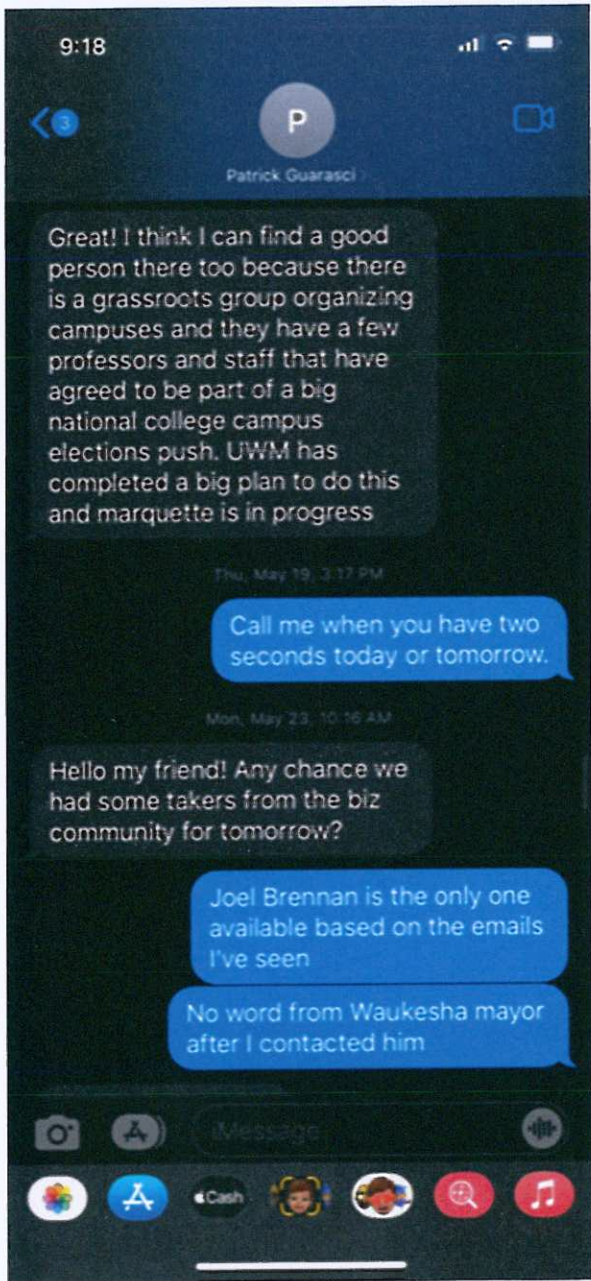 9:18
3
P
Patrick Guarasci
Great! I think I can find a good
person there too because there
is a grassroots group organizing
campuses and they have a few
professors and staff that have
agreed to be part of a big
national college campus
elections push. UWM has
completed a big plan to do this
and marquette is in progress
Thu, May 19, 3:17 PM
Call me when you have two
seconds today or tomorrow.
Mon, May 23, 10:16 AM
Hello my friend! Any chance we
had some takers from the biz
community for tomorrow?
Joel Brennan is the only one
available based on the emails
I've seen
No word from Waukesha mayor
after I contacted him
iMessage
Cash